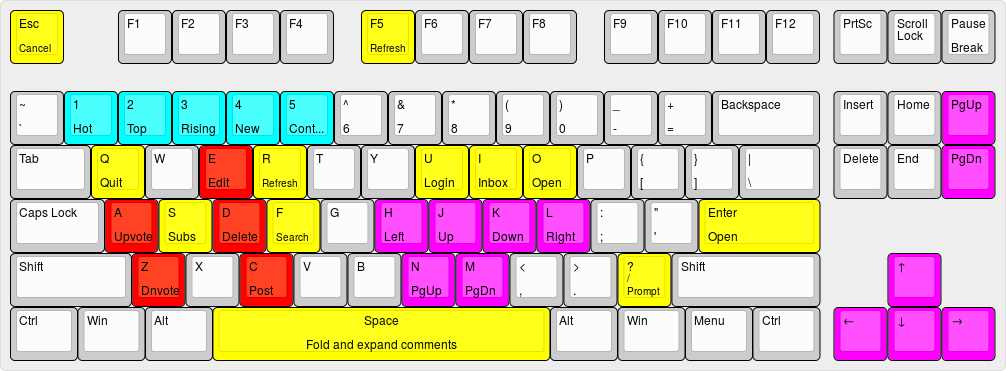 Esc
Cancel
F1
F2
F3
F4
F5
Refresh
F6
F7
F8
F9
F10
F11
F12
PrtSc
Scroll
Lock
Pause
Break
~
`
1
Hot
2
Top
3
Rising
4
New
5
Cont...
^
6
&
7
*
8
(
9
)
0
_
-
+
=
Backspace
Insert
Home
PgUp
Tab
Q
Quit
W
E
Edit
R
Refresh
T
Y
U
Login
I
Inbox
O
Open
P
{
[
}
]
|
\
Delete
End
PgDn
Caps Lock
A
Upvote
S
Subs
D
Delete
F
Search
G
H
Left
J
Up
K
Down
L
Right
:
;
"
'
Enter
Open
Shift
Z
Dnvote
X
C
Post
V
B
N
PgUp
M
PgDn
<
,
>
.
?
/
Prompt
Shift
↑
Ctrl
Win
Alt
Space
Fold and expand comments
Alt
Win
Menu
Ctrl
←
↓
→